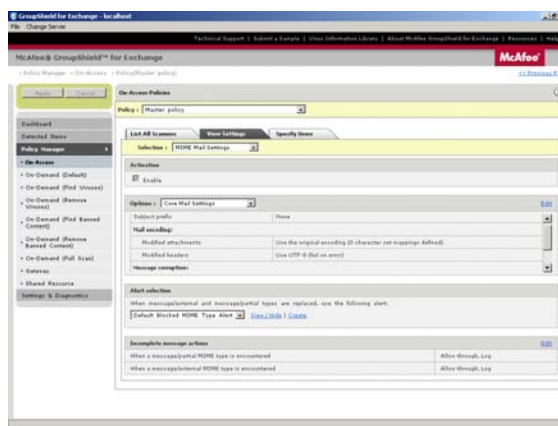 GroupShield for Exchange - localhost
File Change Server
Technical Support | Submit a Sample | Virus Information Library | About McAfee GroupShield for Exchange | Resources | Help
McAfee® GroupShield™ for Exchange
McAfee®
Policy Manager On-Access Policy(Master policy)
<< Previous
Apply Cancel
On-Access Policies
Policy : Master policy
Dashboard
Detected Items
Policy Manager
On-Access
On-Demand (Default)
On-Demand (Find Viruses)
On-Demand (Remove Viruses)
On-Demand (Find Banned Content)
On-Demand (Remove Banned Content)
On-Demand (Full Scan)
Gateway
Shared Resource
Settings & Diagnostics
List All Scanners View Settings Specify Users
Selection : MIME Mail Settings
Activation
Enable
Options : Core Mail Settings Edit
Subject prefix None
Mail encoding:
Modified attachments Use the original encoding (0 character set mappings defined)
Modified headers Use UTF-8 (fail on error)
Message corruption:
Alert selection
When message/external and message/partial types are replaced, use the following alert:
Default Blocked MIME Type Alert View / Hide | Create
Incomplete message actions Edit
When a message/partial MIME type is encountered Allow through, Log
When a message/external MIME type is encountered Allow through, Log